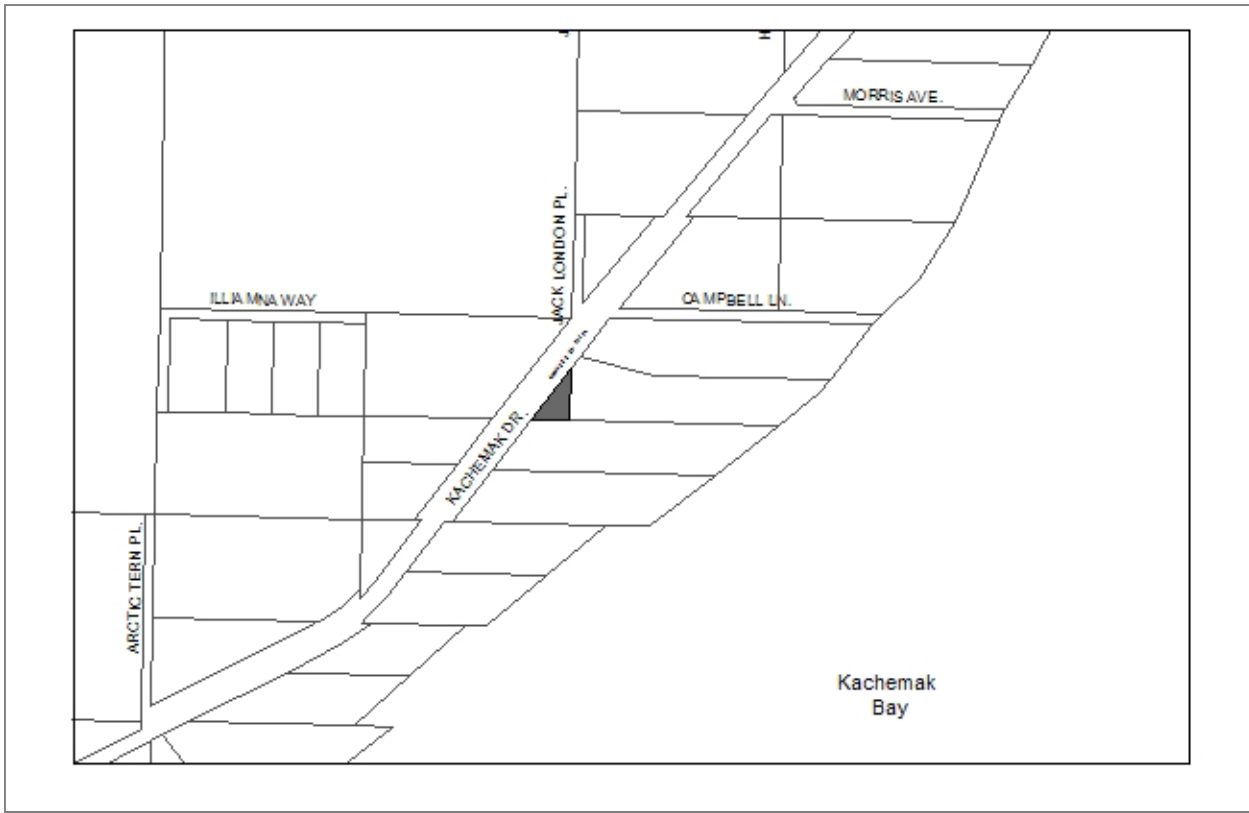 MORRIS AVE.
JACK LONDON PL.
ILLIAMNA WAY
CAMPBELL LN.
KACHEMAK DR.
ARCTIC TERN PL.
Kachemak
Bay